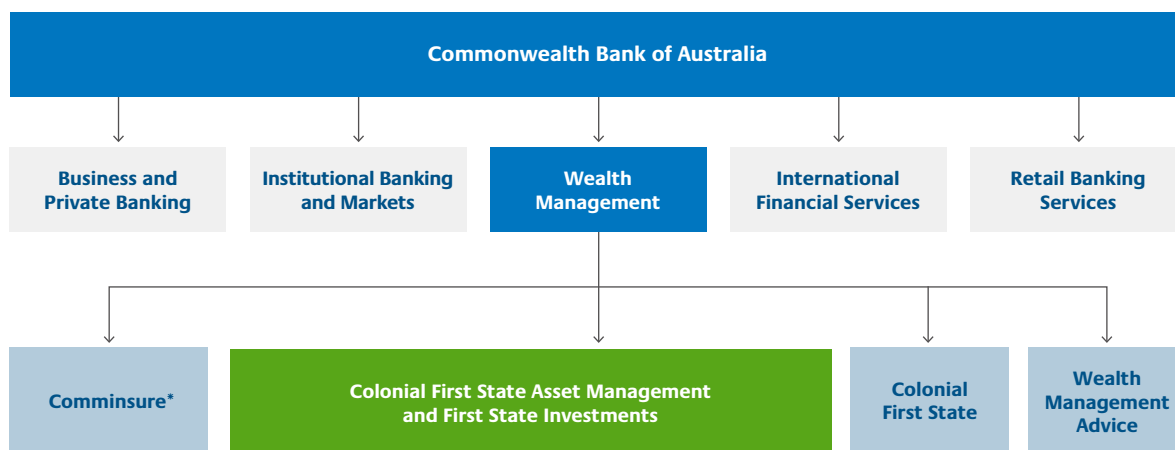 Commonwealth Bank of Australia
Business and
Private Banking
Institutional Banking
and Markets
Wealth
Management
International
Financial Services
Retail Banking
Services
Comminsure*
Colonial First State Asset Management
and First State Investments
Colonial
First State
Wealth
Management
Advice